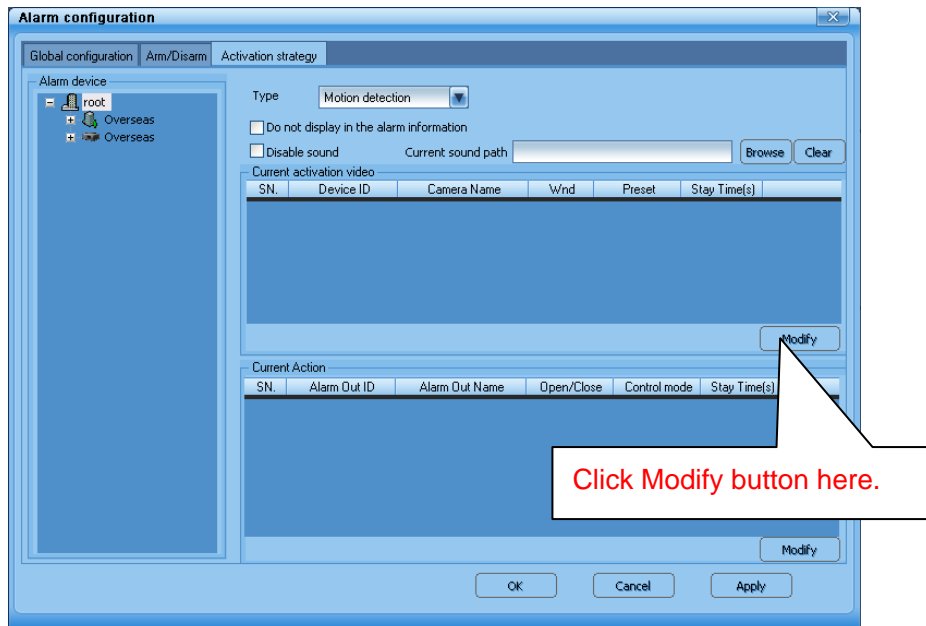 Alarm configuration
Global configuration Arm/Disarm Activation strategy
Alarm device
root
Overseas
Overseas
Type Motion detection
Do not display in the alarm information
Disable sound Current sound path Browse Clear
Current activation video
SN. Device ID Camera Name Wnd Preset Stay Time(s)
Modify
Current Action
SN. Alarm Out ID Alarm Out Name Open/Close Control mode Stay Time(s)
Click Modify button here.
Modify
OK Cancel Apply